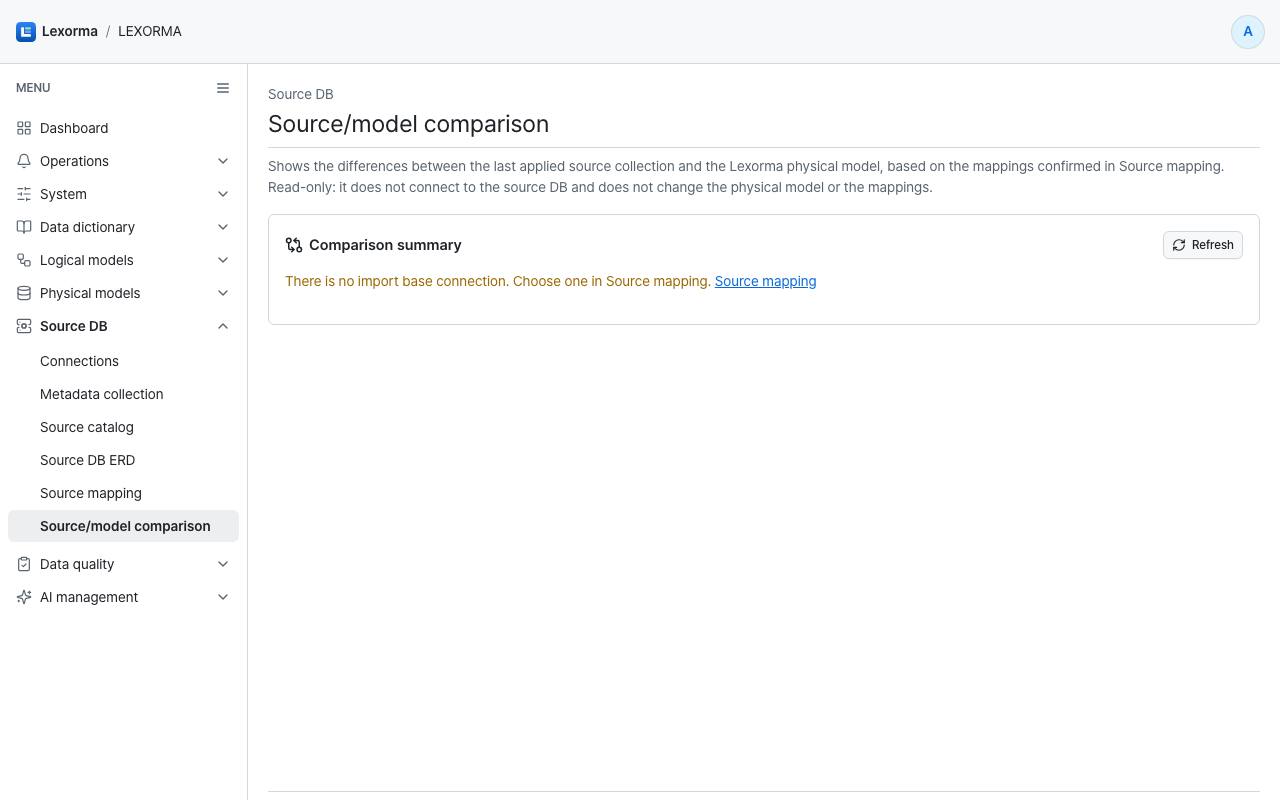 Lexorma / LEXORMA
A
MENU
Dashboard
Operations
System
Data dictionary
Logical models
Physical models
Source DB
Connections
Metadata collection
Source catalog
Source DB ERD
Source mapping
Source/model comparison
Data quality
AI management
Source DB
Source/model comparison
Shows the differences between the last applied source collection and the Lexorma physical model, based on the mappings confirmed in Source mapping.
Read-only: it does not connect to the source DB and does not change the physical model or the mappings.
Comparison summary
Refresh
There is no import base connection. Choose one in Source mapping. Source mapping